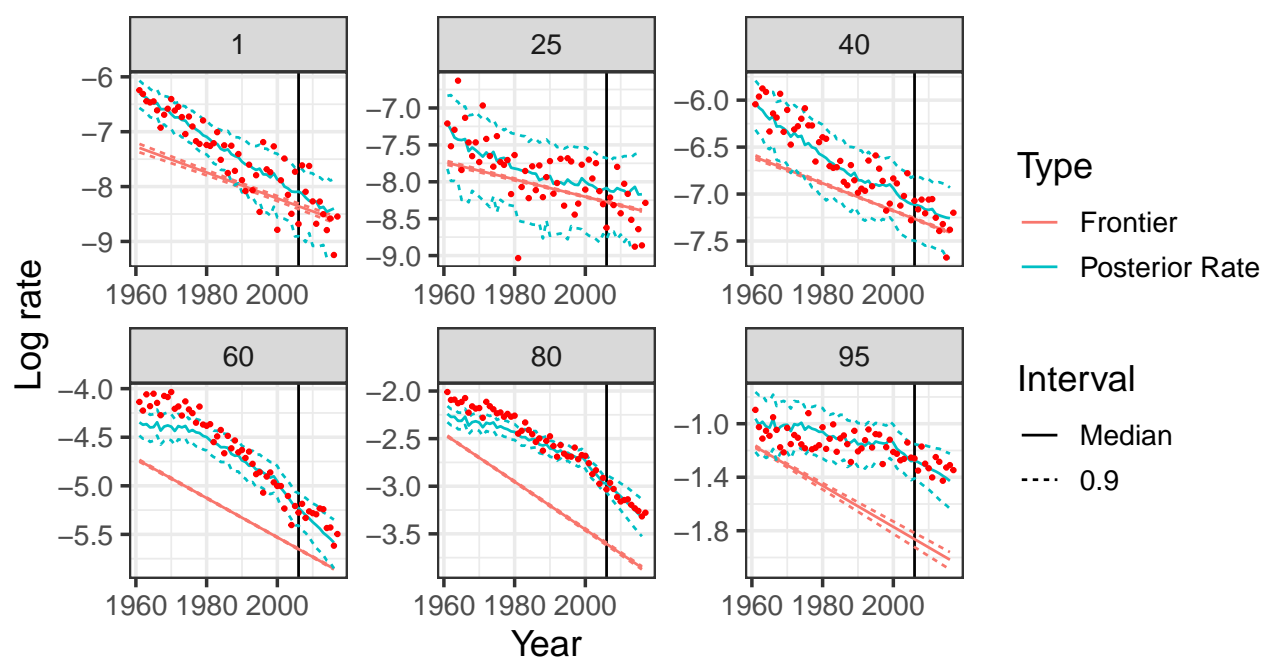 1
25
40
−6
−7
−8
−9
−7.0
−7.5
−8.0
−8.5
−9.0
−6.0
−6.5
−7.0
−7.5
1960 1980 2000
1960 1980 2000
1960 1980 2000
60
80
95
−4.0
−4.5
−5.0
−5.5
−2.0
−2.5
−3.0
−3.5
−1.0
−1.4
−1.8
1960 1980 2000
1960 1980 2000
1960 1980 2000
Log rate
Year
Type
Frontier
Posterior Rate
Interval
Median
0.9